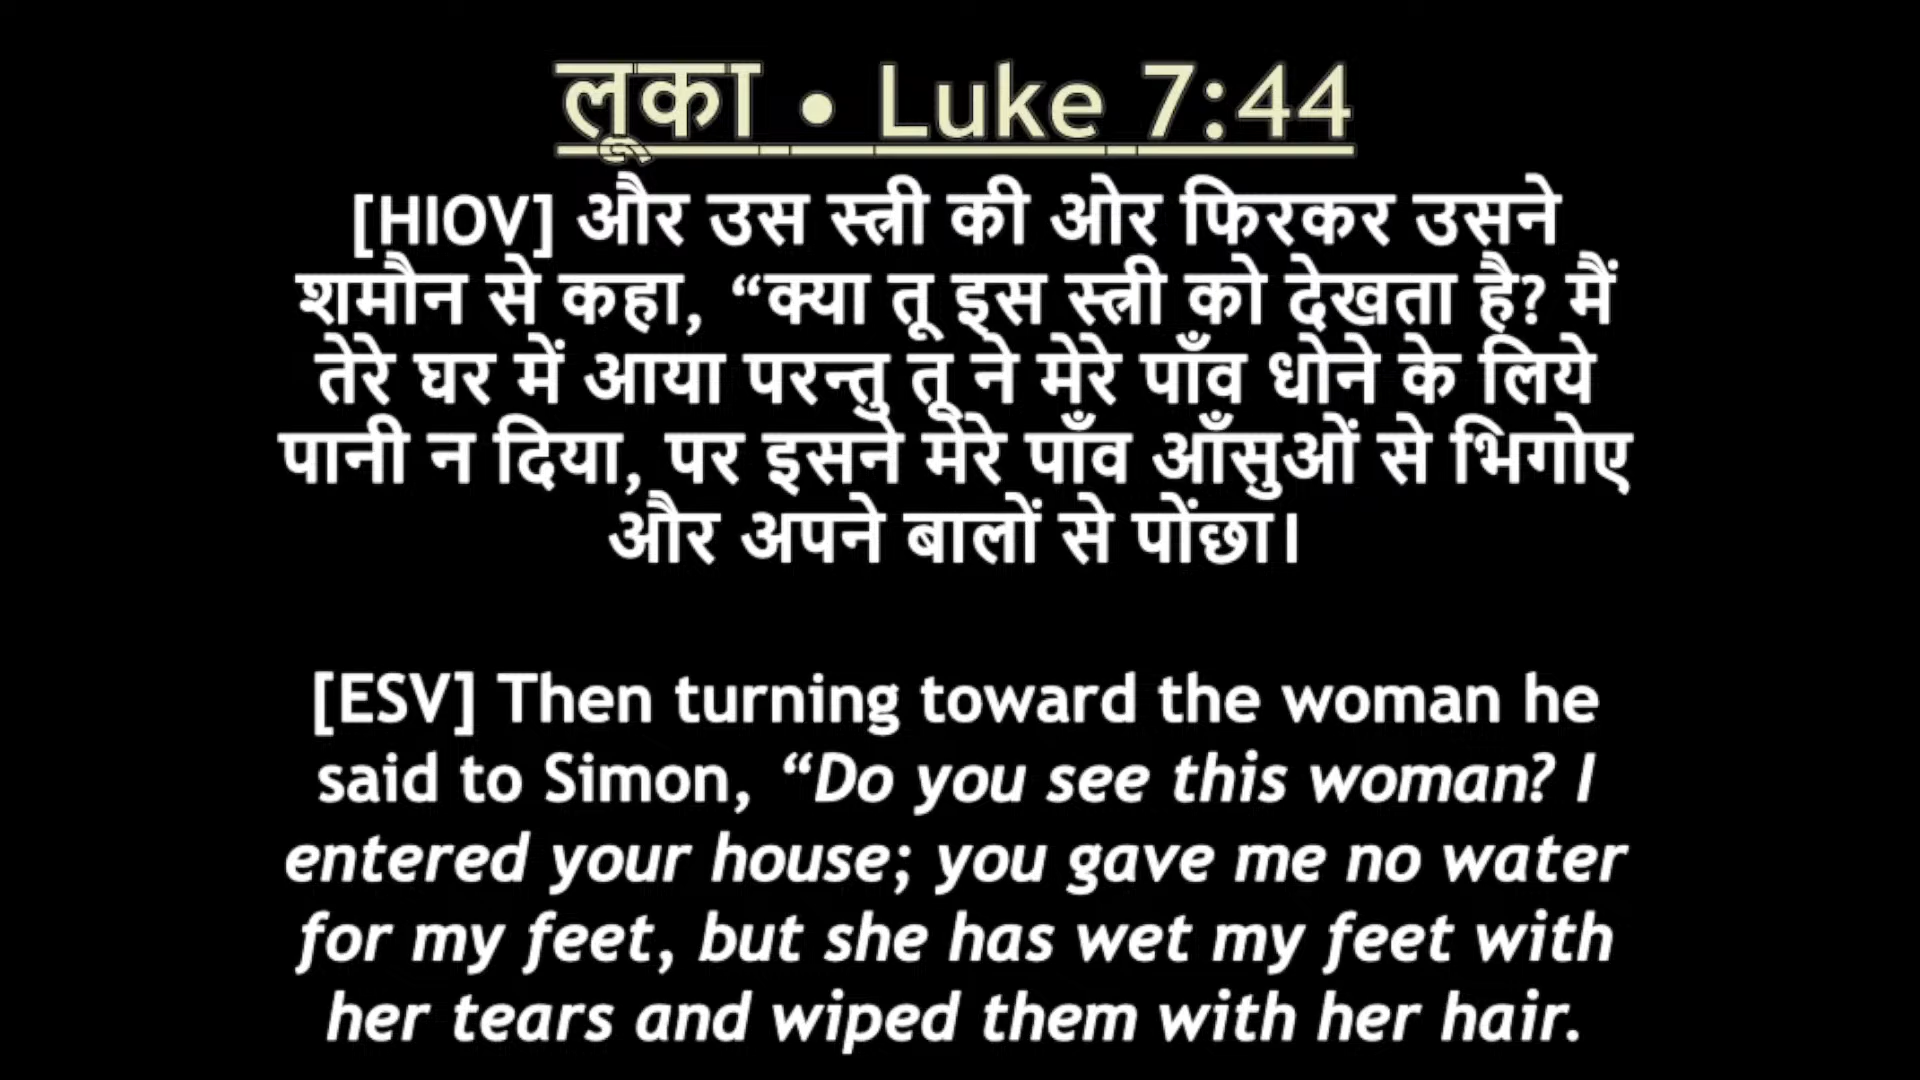 लूका • Luke 7:44
[HIOV] और उस स्त्री की ओर फिरकर उसने
शमौन से कहा, “क्या तू इस स्त्री को देखता है? मैं
तेरे घर में आया परन्तु तू ने मेरे पाँव धोने के लिये
पानी न दिया, पर इसने मेरे पाँव आँसुओं से भिगोए
और अपने बालों से पोंछा।
[ESV] Then turning toward the woman he
said to Simon, “Do you see this woman? I
entered your house; you gave me no water
for my feet, but she has wet my feet with
her tears and wiped them with her hair.